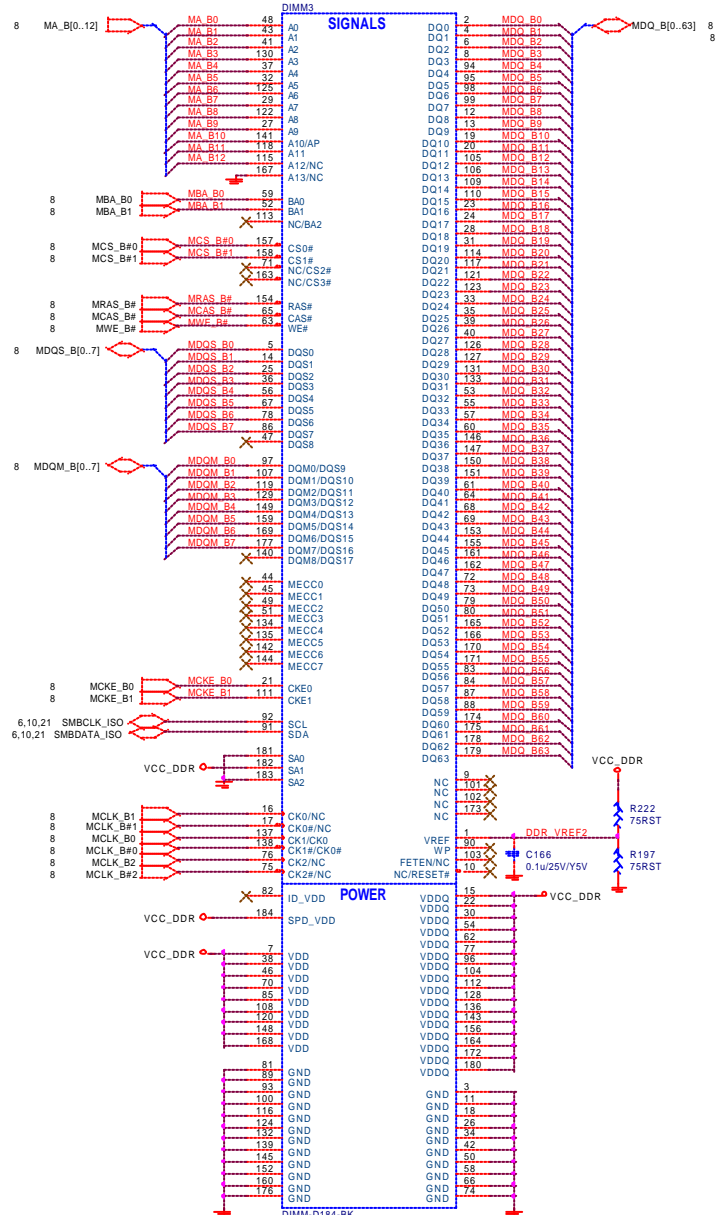 DIMM3
SIGNALS
8 MA_B[0..12]
MA_B0 48 A0
MA_B1 43 A1
MA_B2 41 A2
MA_B3 130 A3
MA_B4 37 A4
MA_B5 32 A5
MA_B6 125 A6
MA_B7 29 A7
MA_B8 122 A8
MA_B9 27 A9
MA_B10 141 A10/AP
MA_B11 118 A11
MA_B12 115 A12/NC
167 A13/NC
8 MBA_B0 MBA_B0 59 BA0
8 MBA_B1 MBA_B1 52 BA1
113 NC/BA2
8 MCS_B#0 MCS_B#0 157 CS0#
8 MCS_B#1 MCS_B#1 158 CS1#
71 NC/CS2#
163 NC/CS3#
8 MRAS_B# MRAS_B# 154 RAS#
8 MCAS_B# MCAS_B# 65 CAS#
8 MWE_B# MWE_B# 63 WE#
8 MDQS_B[0..7]
MDQS_B0 5 DQS0
MDQS_B1 14 DQS1
MDQS_B2 25 DQS2
MDQS_B3 36 DQS3
MDQS_B4 56 DQS4
MDQS_B5 67 DQS5
MDQS_B6 78 DQS6
MDQS_B7 86 DQS7
47 DQS8
8 MDQM_B[0..7]
MDQM_B0 97 DQM0/DQS9
MDQM_B1 107 DQM1/DQS10
MDQM_B2 119 DQM2/DQS11
MDQM_B3 129 DQM3/DQS12
MDQM_B4 149 DQM4/DQS13
MDQM_B5 159 DQM5/DQS14
MDQM_B6 169 DQM6/DQS15
MDQM_B7 177 DQM7/DQS16
140 DQM8/DQS17
44 MECC0
45 MECC1
49 MECC2
51 MECC3
134 MECC4
135 MECC5
142 MECC6
144 MECC7
8 MCKE_B0 MCKE_B0 21 CKE0
8 MCKE_B1 MCKE_B1 111 CKE1
6,10,21 SMBCLK_ISO 92 SCL
6,10,21 SMBDATA_ISO 91 SDA
181 SA0
VCC_DDR 182 SA1
183 SA2
8 MCLK_B1 16 CK0/NC
8 MCLK_B#1 17 CK0#/NC
8 MCLK_B0 137 CK1/CK0
8 MCLK_B#0 138 CK1#/CK0#
8 MCLK_B2 76 CK2/NC
8 MCLK_B#2 75 CK2#/NC
DQ0 2 MDQ_B0 MDQ_B[0..63] 8
8
DQ1 4 MDQ_B1
DQ2 6 MDQ_B2
DQ3 8 MDQ_B3
DQ4 94 MDQ_B4
DQ5 95 MDQ_B5
DQ6 98 MDQ_B6
DQ7 99 MDQ_B7
DQ8 12 MDQ_B8
DQ9 13 MDQ_B9
DQ10 19 MDQ_B10
DQ11 20 MDQ_B11
DQ12 105 MDQ_B12
DQ13 106 MDQ_B13
DQ14 109 MDQ_B14
DQ15 110 MDQ_B15
DQ16 23 MDQ_B16
DQ17 24 MDQ_B17
DQ18 28 MDQ_B18
DQ19 31 MDQ_B19
DQ20 114 MDQ_B20
DQ21 117 MDQ_B21
DQ22 121 MDQ_B22
DQ23 123 MDQ_B23
DQ24 33 MDQ_B24
DQ25 35 MDQ_B25
DQ26 39 MDQ_B26
DQ27 40 MDQ_B27
DQ28 126 MDQ_B28
DQ29 127 MDQ_B29
DQ30 131 MDQ_B30
DQ31 133 MDQ_B31
DQ32 53 MDQ_B32
DQ33 55 MDQ_B33
DQ34 57 MDQ_B34
DQ35 60 MDQ_B35
DQ36 146 MDQ_B36
DQ37 147 MDQ_B37
DQ38 150 MDQ_B38
DQ39 151 MDQ_B39
DQ40 61 MDQ_B40
DQ41 64 MDQ_B41
DQ42 68 MDQ_B42
DQ43 69 MDQ_B43
DQ44 153 MDQ_B44
DQ45 155 MDQ_B45
DQ46 161 MDQ_B46
DQ47 162 MDQ_B47
DQ48 72 MDQ_B48
DQ49 73 MDQ_B49
DQ50 79 MDQ_B50
DQ51 80 MDQ_B51
DQ52 165 MDQ_B52
DQ53 166 MDQ_B53
DQ54 170 MDQ_B54
DQ55 171 MDQ_B55
DQ56 83 MDQ_B56
DQ57 84 MDQ_B57
DQ58 87 MDQ_B58
DQ59 88 MDQ_B59
DQ60 174 MDQ_B60
DQ61 175 MDQ_B61
DQ62 178 MDQ_B62
DQ63 179 MDQ_B63
NC 9
NC 101
NC 102
NC 173
VREF 1 DDR_VREF2
WP 90
FETEN/NC 103
NC/RESET# 10
VCC_DDR
R222
75RST
R197
75RST
C166
0.1u/25V/Y5V
POWER
82 ID_VDD
VCC_DDR 184 SPD_VDD
VCC_DDR 7 VDD
38 VDD
46 VDD
70 VDD
85 VDD
108 VDD
120 VDD
148 VDD
168 VDD
81 GND
89 GND
93 GND
100 GND
116 GND
124 GND
132 GND
139 GND
145 GND
152 GND
160 GND
176 GND
VDDQ 15 VCC_DDR
VDDQ 22
VDDQ 30
VDDQ 54
VDDQ 62
VDDQ 77
VDDQ 96
VDDQ 104
VDDQ 112
VDDQ 128
VDDQ 136
VDDQ 143
VDDQ 156
VDDQ 164
VDDQ 172
VDDQ 180
GND 3
GND 11
GND 18
GND 26
GND 34
GND 42
GND 50
GND 58
GND 66
GND 74
DIMM-D184-BK